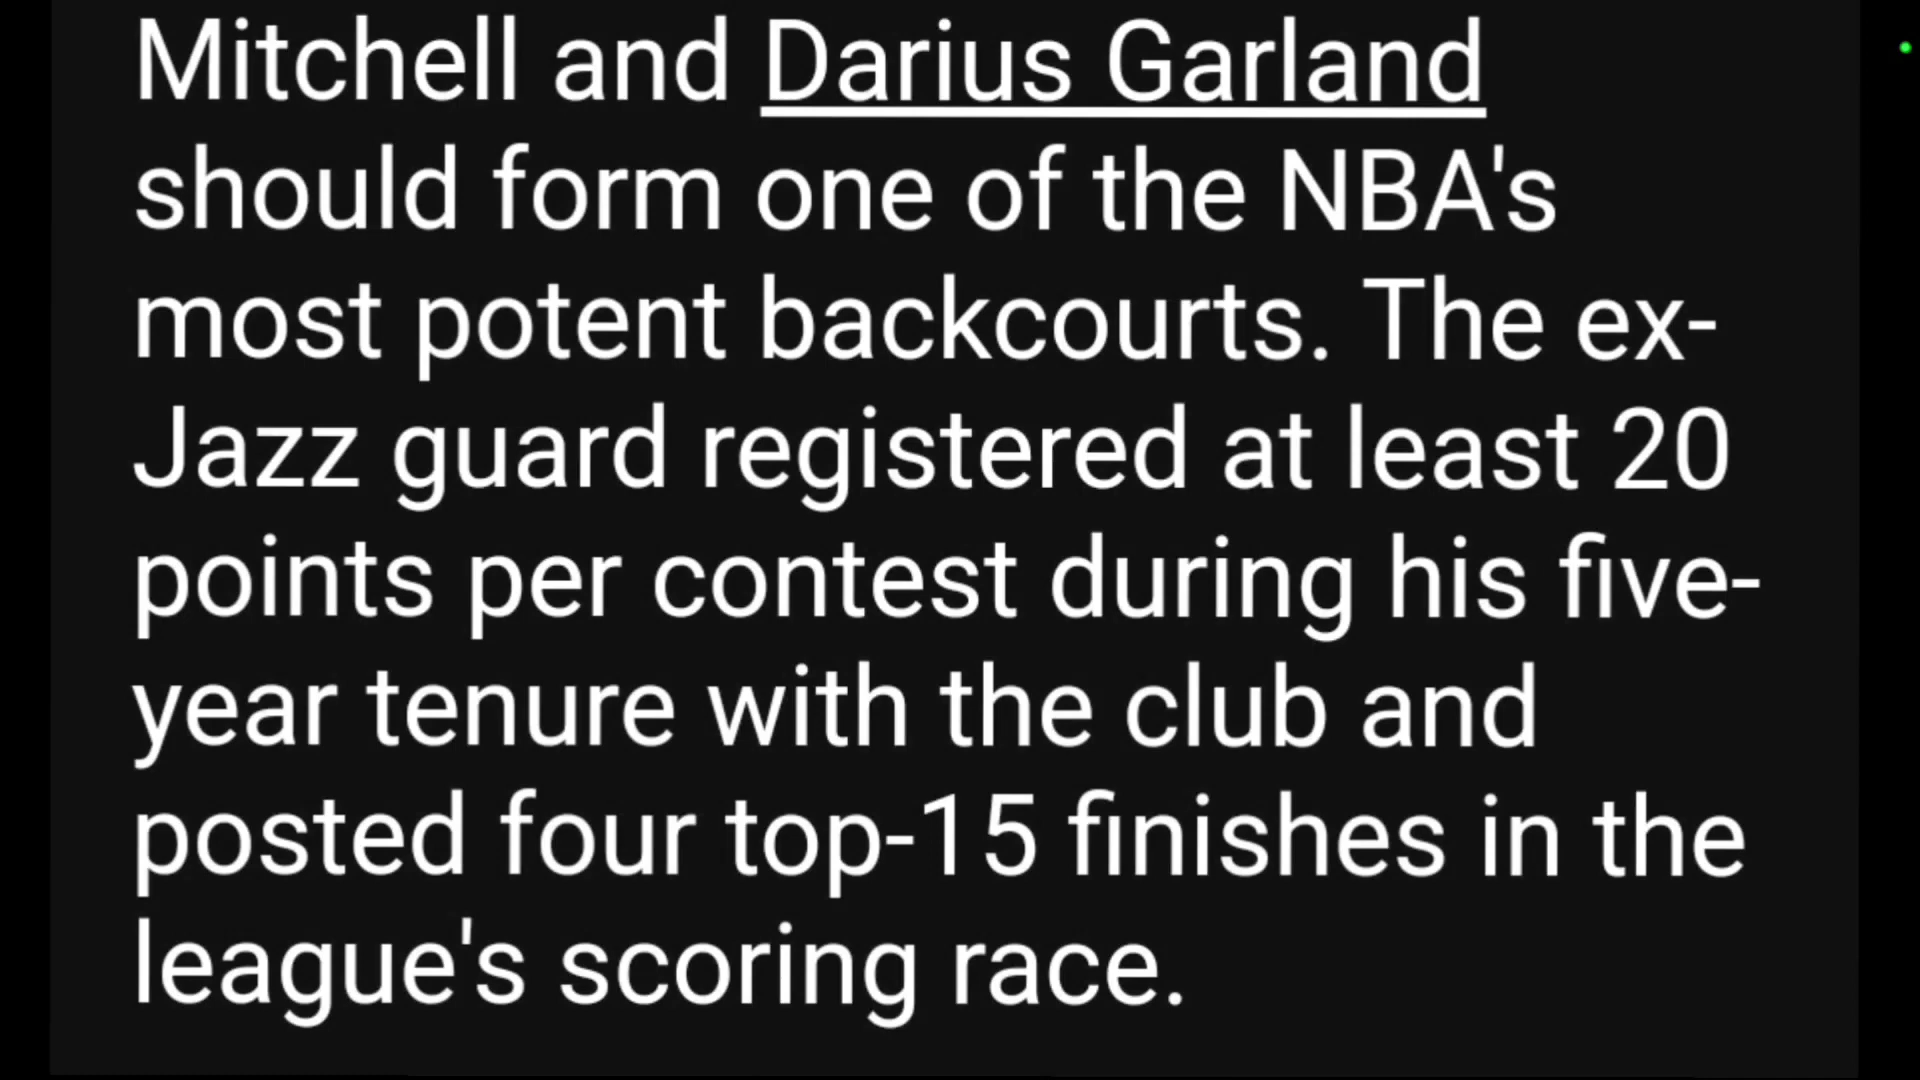 Mitchell and Darius Garland
should form one of the NBA's
most potent backcourts. The ex-
Jazz guard registered at least 20
points per contest during his five-
year tenure with the club and
posted four top-15 finishes in the
league's scoring race.